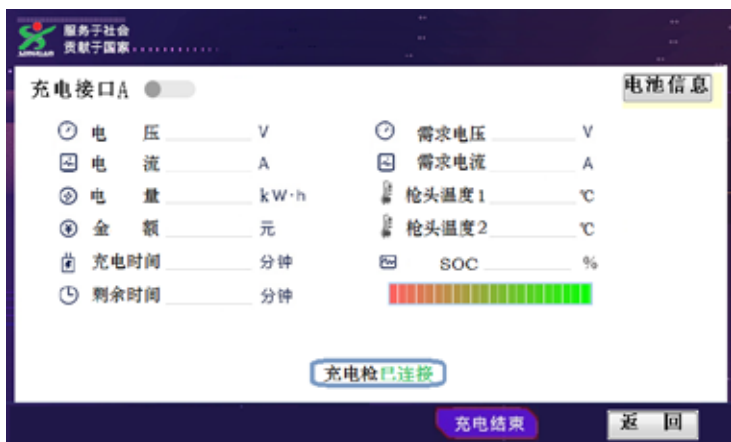 服务于社会
贡献于国家
充电接口A
电池信息
电 压 V
需求电压 V
电 流 A
需求电流 A
电 量 kW·h
枪头温度1 ℃
金 额 元
枪头温度2 ℃
充电时间 分钟
SOC %
剩余时间 分钟
充电枪已连接
充电结束
返 回